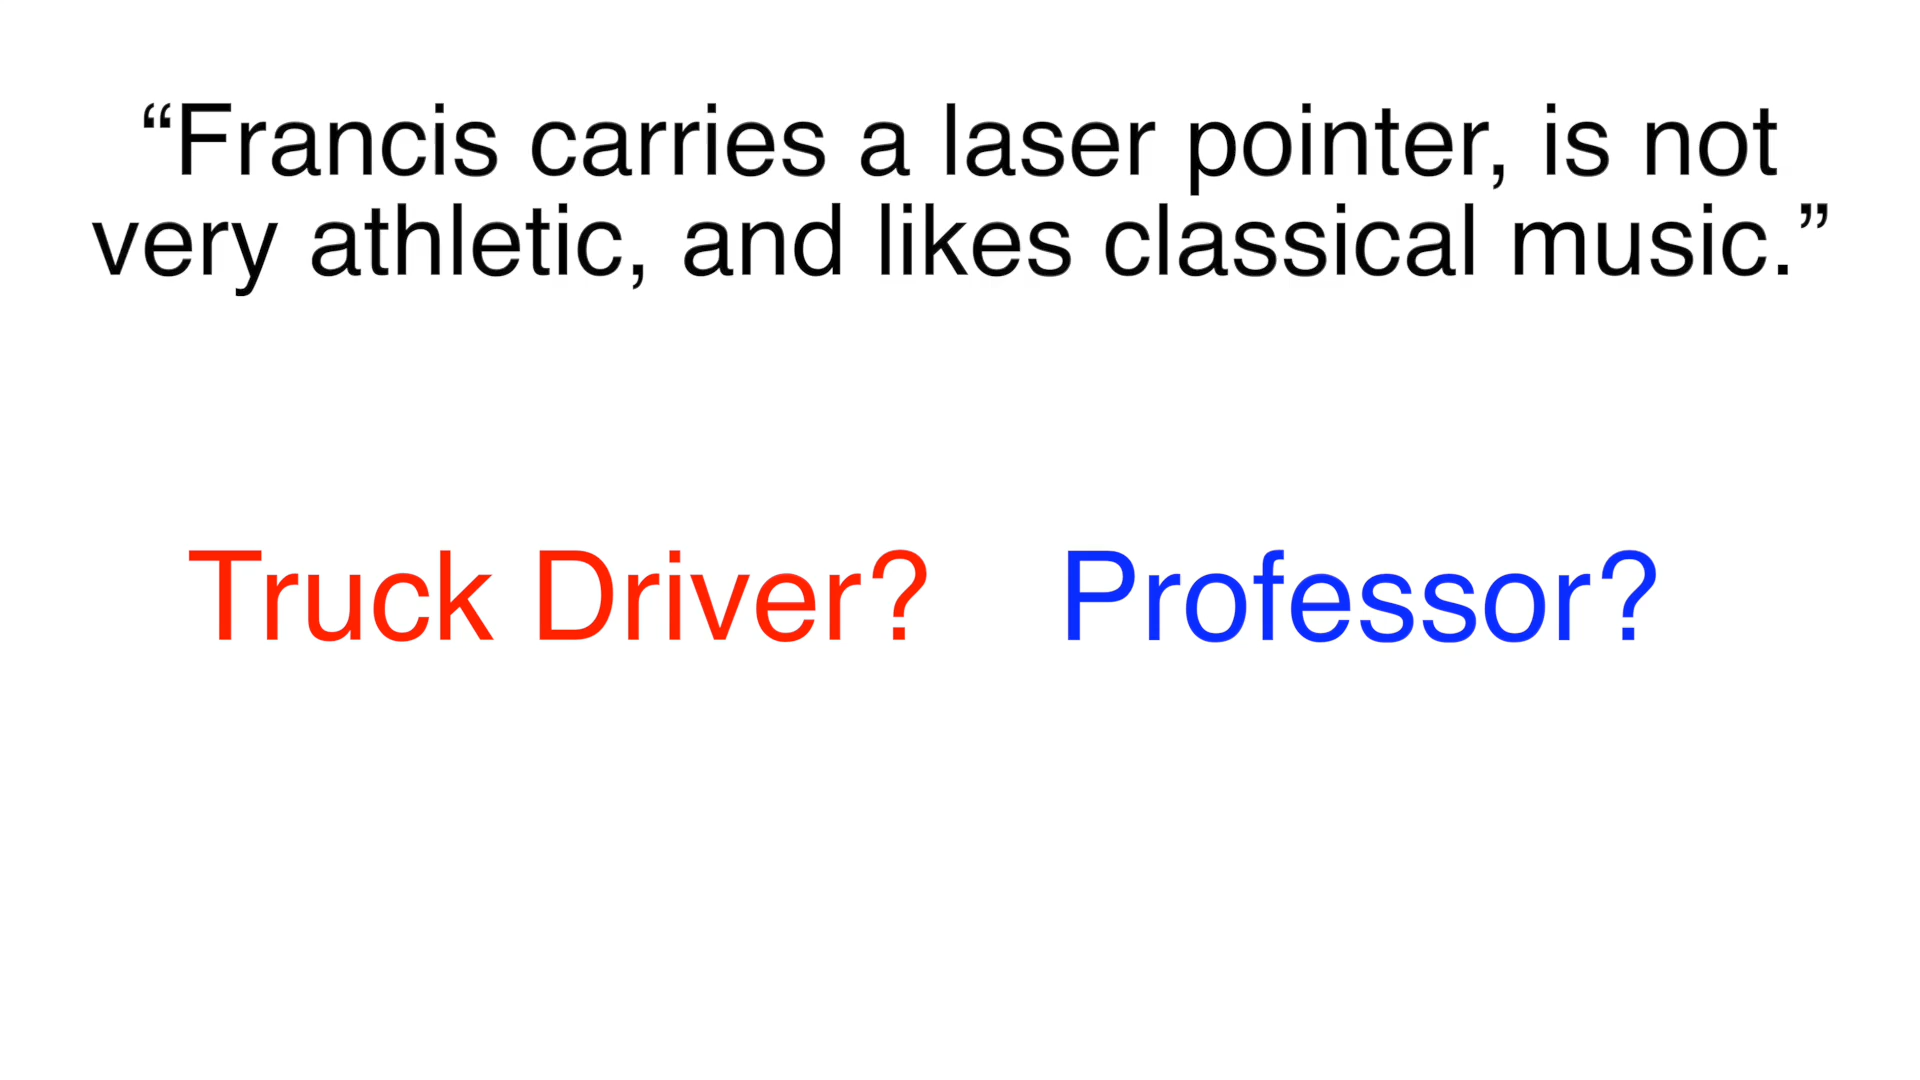 “Francis carries a laser pointer, is not
very athletic, and likes classical music.”
Truck Driver? Professor?